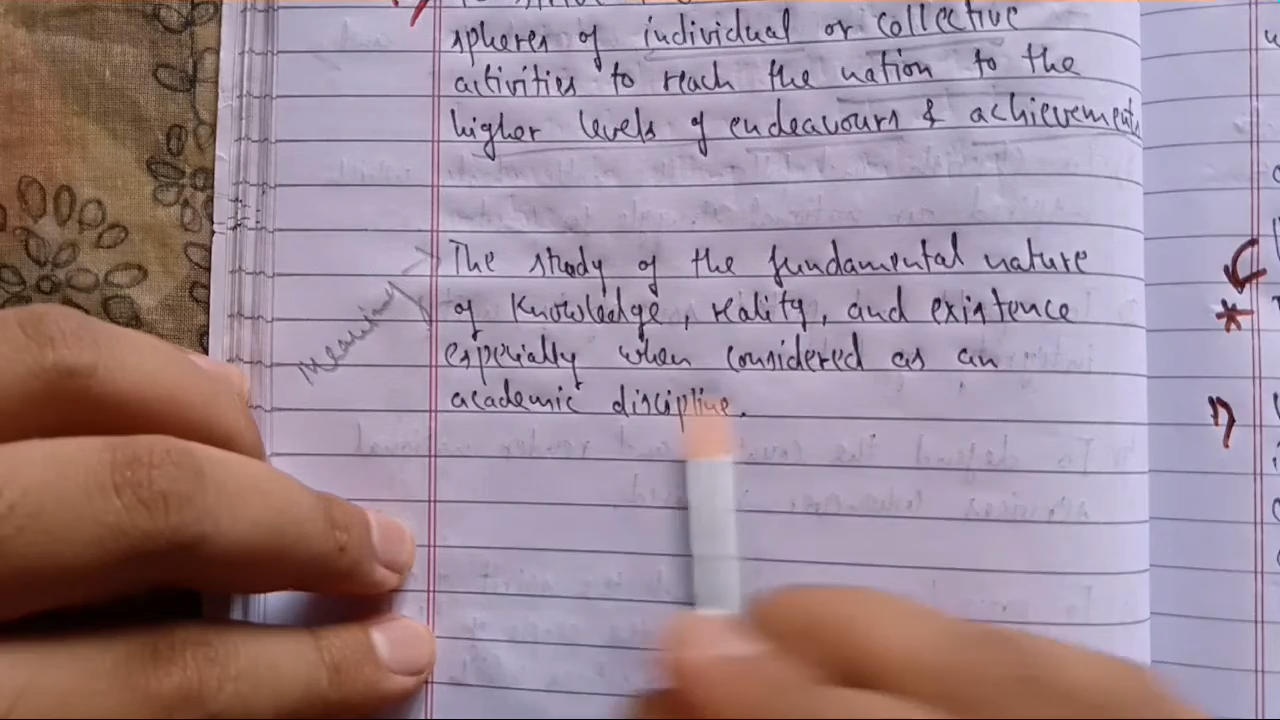 spheres of individual or collective
activities to reach the nation to the
higher levels of endeavours & achievements
The study of the fundamental nature
of knowledge, reality, and existence
especially when considered as an
academic discipline.
Meaning
*